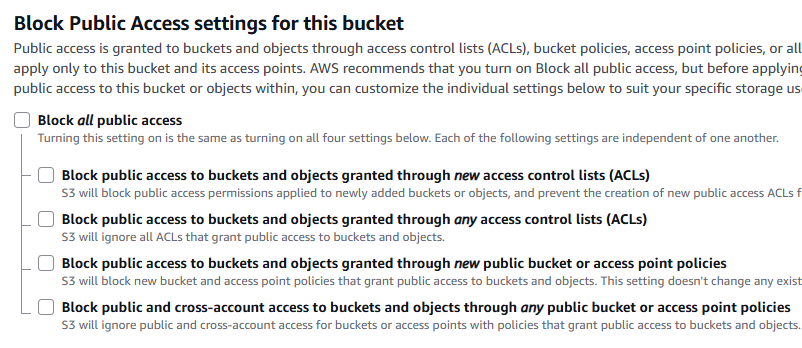 Block Public Access settings for this bucket
Public access is granted to buckets and objects through access control lists (ACLs), bucket policies, access point policies, or all
apply only to this bucket and its access points. AWS recommends that you turn on Block all public access, but before applying
public access to this bucket or objects within, you can customize the individual settings below to suit your specific storage
Block all public access
Turning this setting on is the same as turning on all four settings below. Each of the following settings are independent of one another.
Block public access to buckets and objects granted through new access control lists (ACLs)
S3 will block public access permissions applied to newly added buckets or objects, and prevent the creation of new public access ACLs
Block public access to buckets and objects granted through any access control lists (ACLs)
S3 will ignore all ACLs that grant public access to buckets and objects.
Block public access to buckets and objects granted through new public bucket or access point policies
S3 will block new bucket and access point policies that grant public access to buckets and objects. This setting doesn't change any
Block public and cross-account access to buckets and objects through any public bucket or access point policies
S3 will ignore public and cross-account access for buckets or access points with policies that grant public access to buckets and objects.